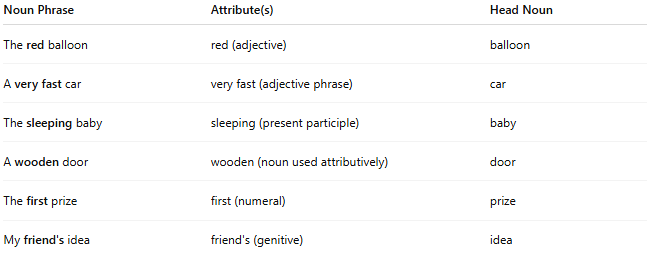 Noun Phrase Attribute(s) Head Noun
The red balloon red (adjective) balloon
A very fast car very fast (adjective phrase) car
The sleeping baby sleeping (present participle) baby
A wooden door wooden (noun used attributively) door
The first prize first (numeral) prize
My friend's idea friend's (genitive) idea